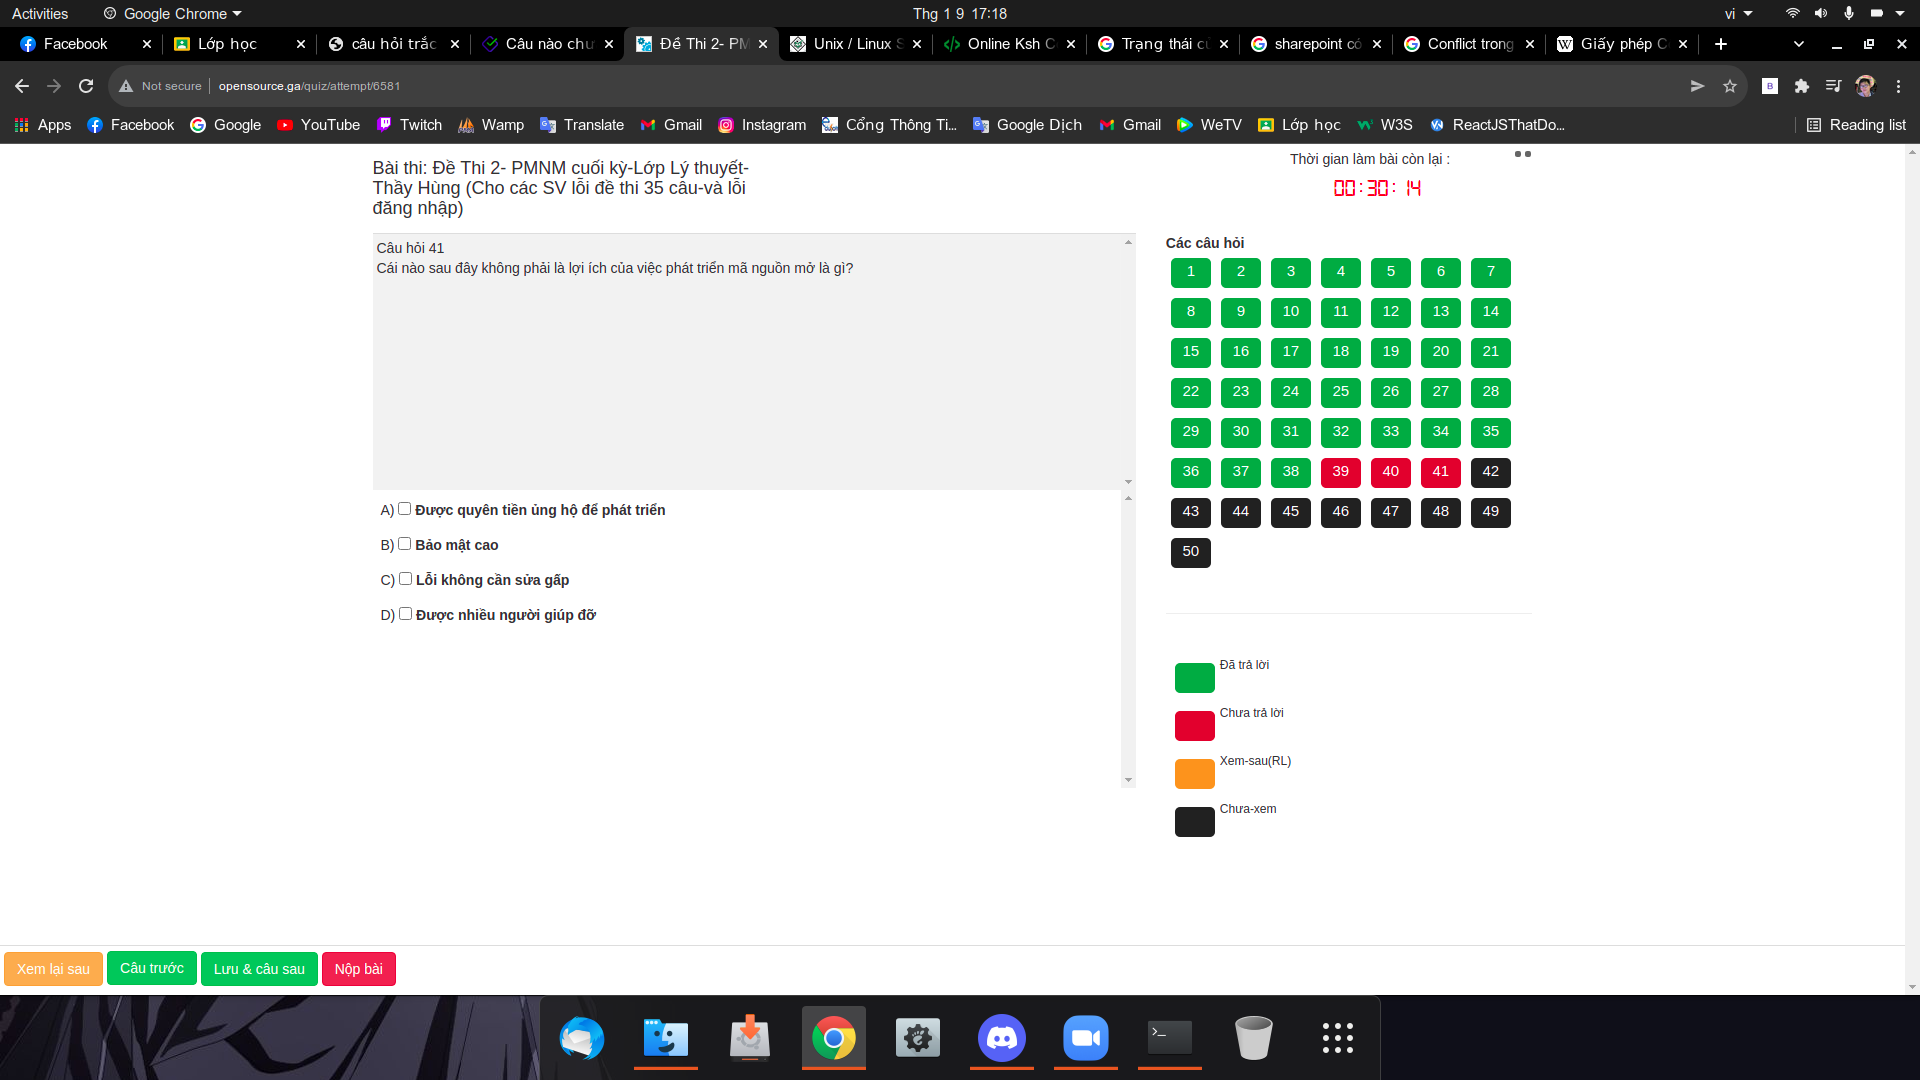 Activities
Google Chrome
Thg 1 9 17:18
vi
Facebook
Lớp học
câu hỏi trắc
Câu nào chư
Đề Thi 2- PM
Unix / Linux S
Online Ksh C
Trạng thái củ
sharepoint có
Conflict trong
Giấy phép C
Not secure
opensource.ga/quiz/attempt/6581
Apps
Facebook
Google
YouTube
Twitch
Wamp
Translate
Gmail
Instagram
Cổng Thông Ti...
Google Dịch
Gmail
WeTV
Lớp học
W3S
ReactJSThatDo...
Reading list
Bài thi: Đề Thi 2- PMNM cuối kỳ-Lớp Lý thuyết-
Thầy Hùng (Cho các SV lỗi đề thi 35 câu-và lỗi
đăng nhập)
Thời gian làm bài còn lại :
00:30:14
Câu hỏi 41
Cái nào sau đây không phải là lợi ích của việc phát triển mã nguồn mở là gì?
A) Được quyên tiền ủng hộ để phát triển
B) Bảo mật cao
C) Lỗi không cần sửa gấp
D) Được nhiều người giúp đỡ
Các câu hỏi
1 2 3 4 5 6 7
8 9 10 11 12 13 14
15 16 17 18 19 20 21
22 23 24 25 26 27 28
29 30 31 32 33 34 35
36 37 38 39 40 41 42
43 44 45 46 47 48 49
50
Đã trả lời
Chưa trả lời
Xem-sau(RL)
Chưa-xem
Xem lại sau
Câu trước
Lưu & câu sau
Nộp bài